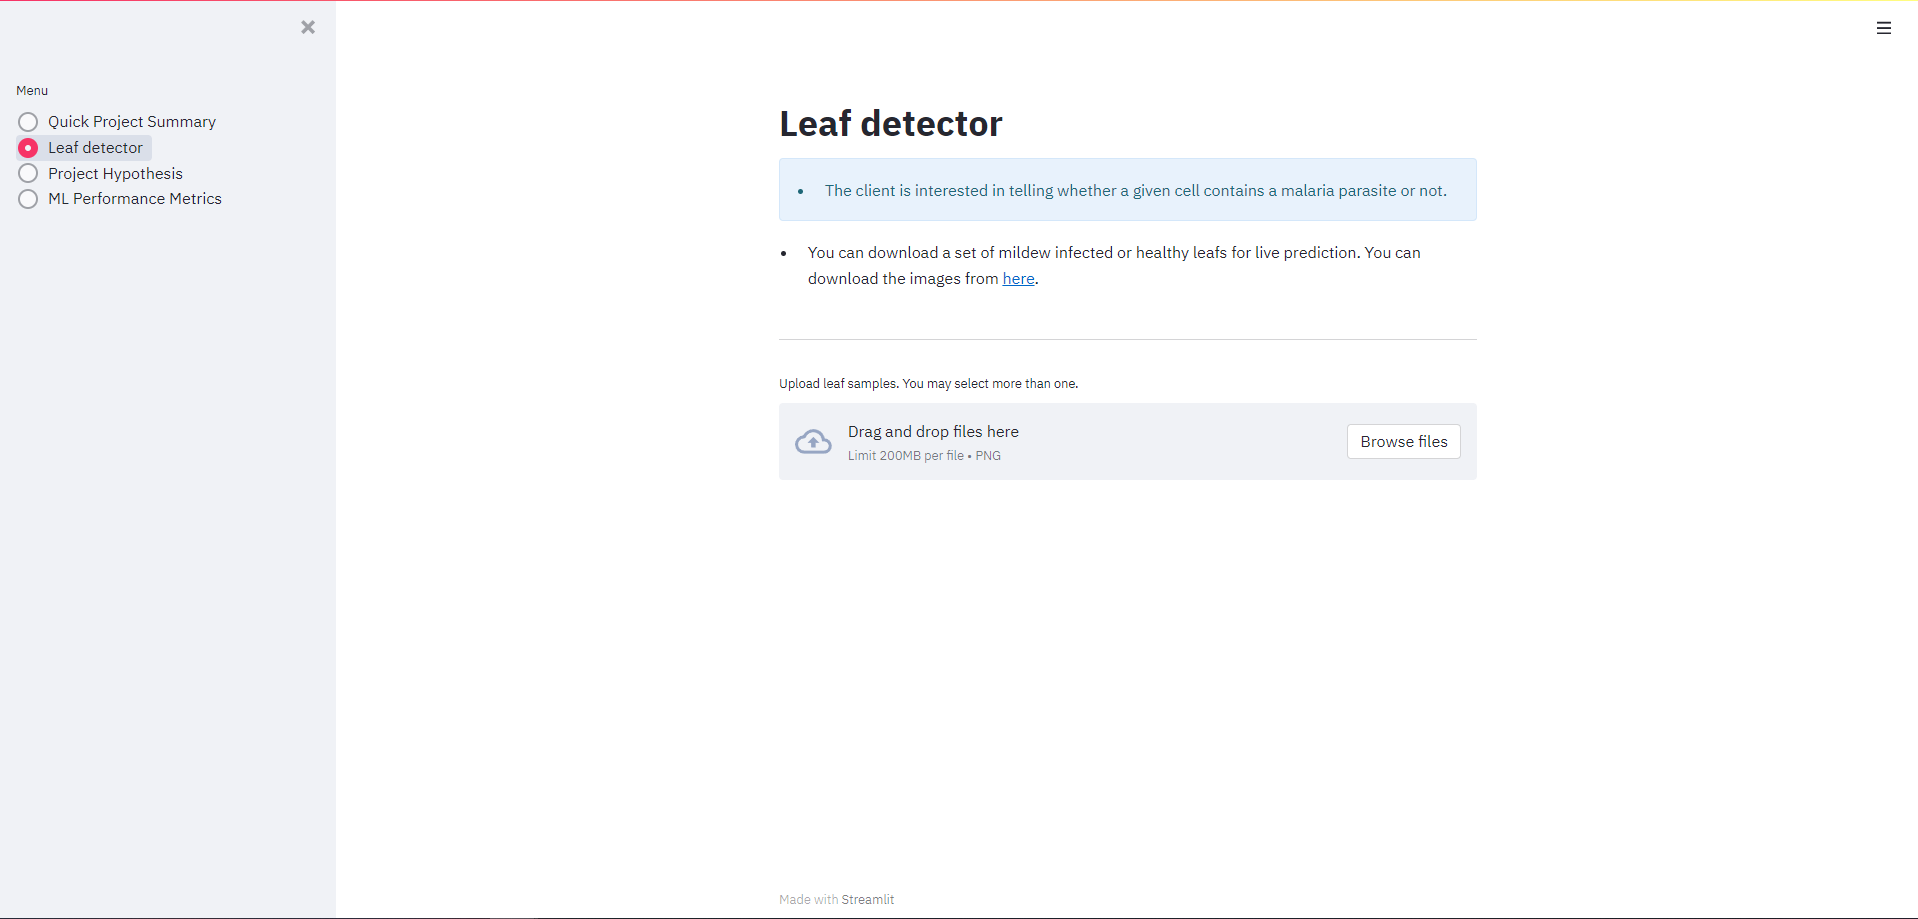 Menu
Quick Project Summary
Leaf detector
Project Hypothesis
ML Performance Metrics
Leaf detector
• The client is interested in telling whether a given cell contains a malaria parasite or not.
• You can download a set of mildew infected or healthy leafs for live prediction. You can
download the images from here.
Upload leaf samples. You may select more than one.
Drag and drop files here
Limit 200MB per file • PNG
Browse files
Made with Streamlit